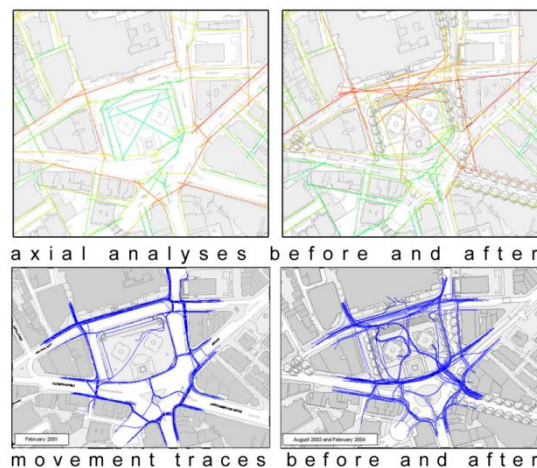 axial analyses before and after
February 2001
August 2003 and February 2004
movement traces before and after